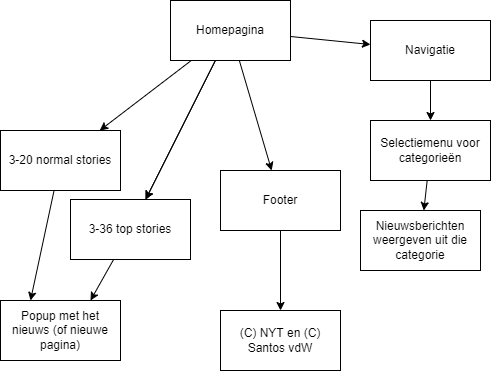 Homepagina
Navigatie
3-20 normal stories
Selectiemenu voor
categorieën
Footer
3-36 top stories
Nieuwsberichten
weergeven uit die
categorie
Popup met het
nieuws (of nieuwe
pagina)
(C) NYT en (C)
Santos vdW